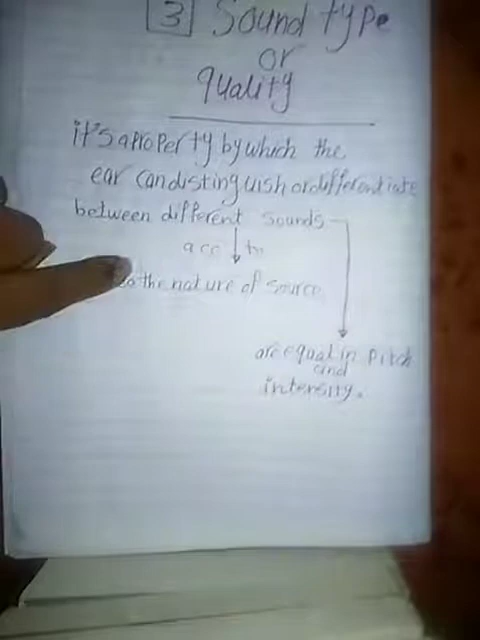 3 Sound type
or
quality
it's a property by which the
ear can distinguish or differentiate
between different sounds
acc to
the nature of source
are equal in pitch
and
intensity.